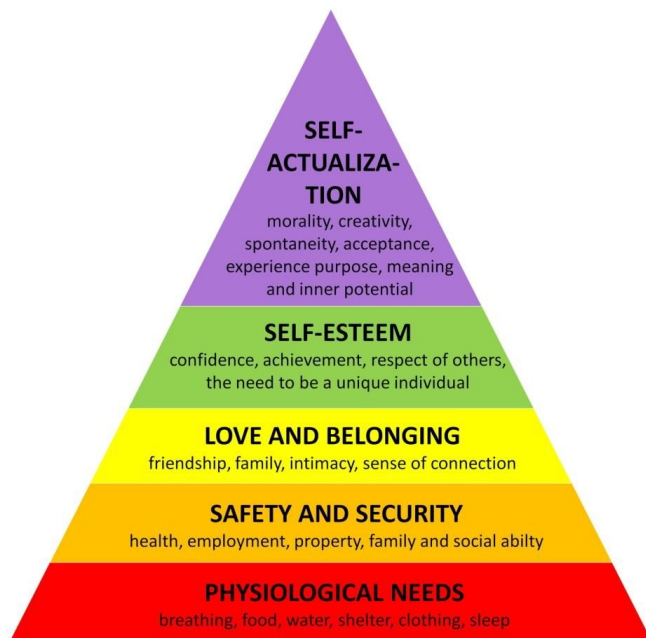 SELF-
ACTUALIZA-
TION
morality, creativity,
spontaneity, acceptance,
experience purpose, meaning
and inner potential
SELF-ESTEEM
confidence, achievement, respect of others,
the need to be a unique individual
LOVE AND BELONGING
friendship, family, intimacy, sense of connection
SAFETY AND SECURITY
health, employment, property, family and social abilty
PHYSIOLOGICAL NEEDS
breathing, food, water, shelter, clothing, sleep